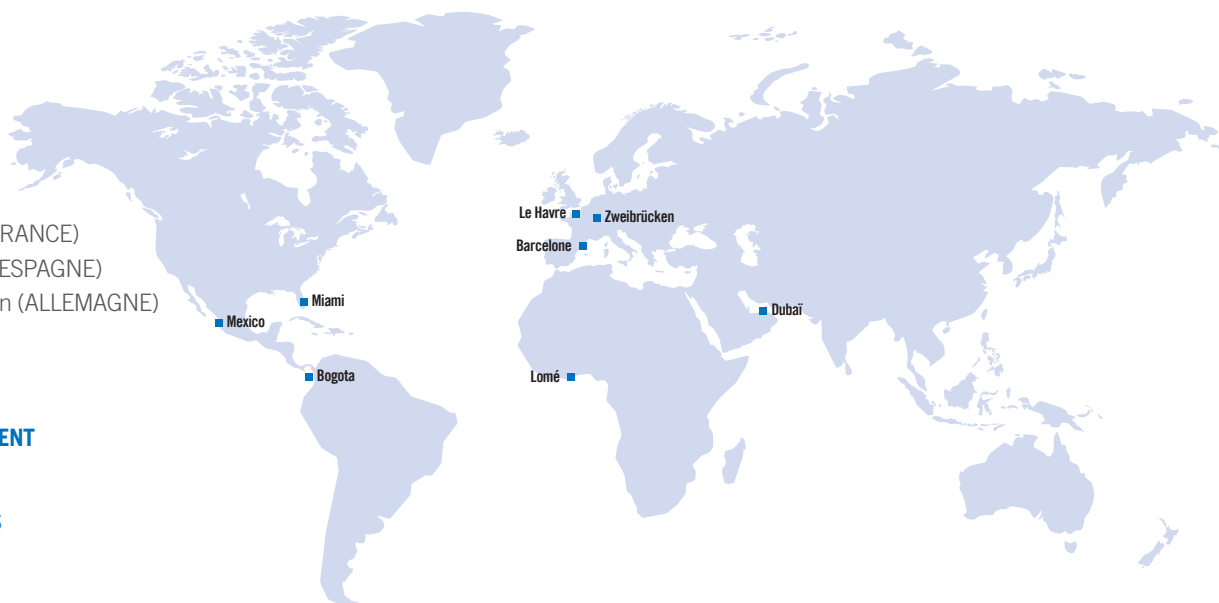 RANCE)
ESPAGNE)
n (ALLEMAGNE)
ENT
S
Le Havre
Zweibrücken
Barcelone
Miami
Mexico
Dubaï
Bogota
Lomé